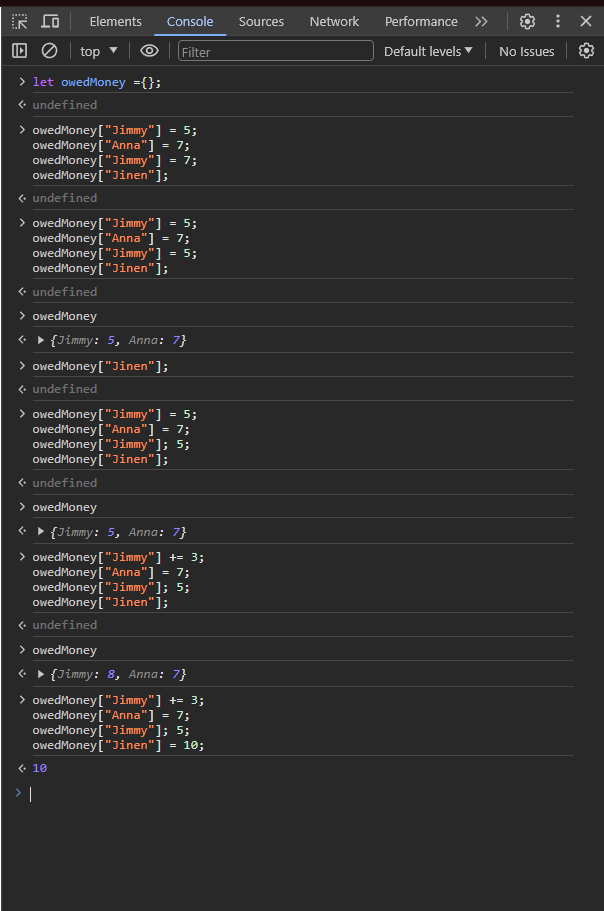 Elements Console Sources Network Performance
top Filter Default levels No Issues
let owedMoney ={};
undefined
owedMoney["Jimmy"] = 5;
owedMoney["Anna"] = 7;
owedMoney["Jimmy"] = 7;
owedMoney["Jinen"];
undefined
owedMoney["Jimmy"] = 5;
owedMoney["Anna"] = 7;
owedMoney["Jimmy"] = 5;
owedMoney["Jinen"];
undefined
owedMoney
{Jimmy: 5, Anna: 7}
owedMoney["Jinen"];
undefined
owedMoney["Jimmy"] = 5;
owedMoney["Anna"] = 7;
owedMoney["Jimmy"]; 5;
owedMoney["Jinen"];
undefined
owedMoney
{Jimmy: 5, Anna: 7}
owedMoney["Jimmy"] += 3;
owedMoney["Anna"] = 7;
owedMoney["Jimmy"]; 5;
owedMoney["Jinen"];
undefined
owedMoney
{Jimmy: 8, Anna: 7}
owedMoney["Jimmy"] += 3;
owedMoney["Anna"] = 7;
owedMoney["Jimmy"]; 5;
owedMoney["Jinen"] = 10;
10